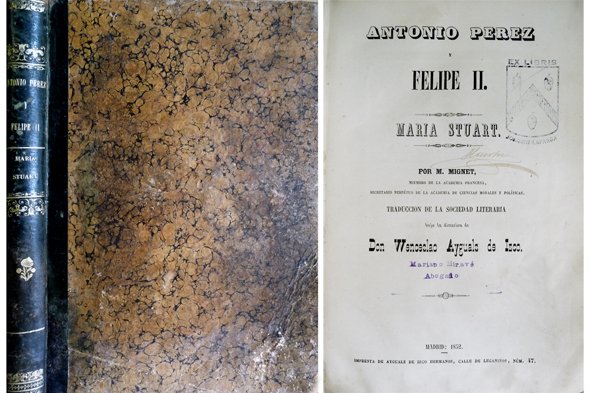 ANTONIO PEREZ
Y
FELIPE II
MARIA
STUART
ANTONIO PEREZ
Y
FELIPE II.
MARIA STUART.
POR M. MIGNET,
MIEMBRO DE LA ACADEMIA FRANCESA,
SECRETARIO PERPÉTUO DE LA ACADEMIA DE CIENCIAS MORALES Y POLÍTICAS.
TRADUCCION DE LA SOCIEDAD LITERARIA
bajo la direccion de
Don Wenceslao Ayguals de Izco.
Mariano Miravé
Abogado
MADRID: 1852.
IMPRENTA DE AYGUALS DE IZCO HERMANOS, CALLE DE LEGANITOS, NÚM. 47.
EX LIBRIS